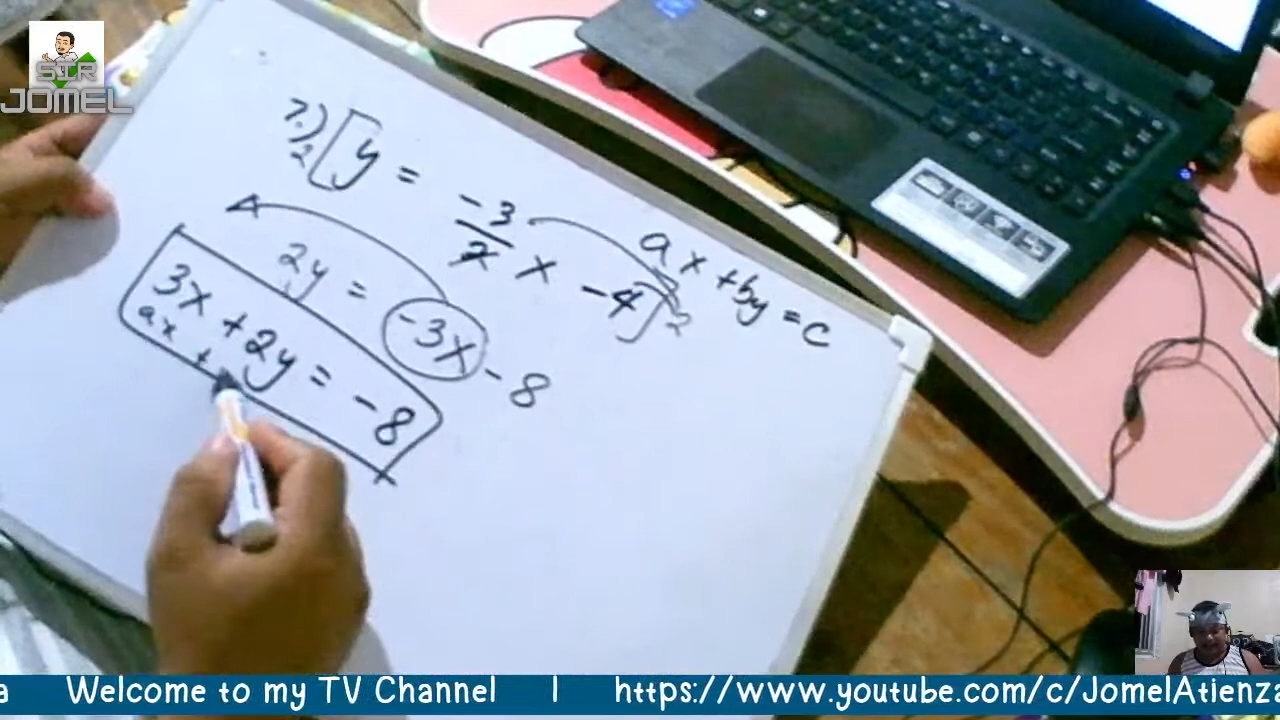 SIR
JOMEL
7.) 2[y = -3/2 x - 4]2
ax + by = c
2y = -3x - 8
3x + 2y = -8
ax +
a Welcome to my TV Channel | https://www.youtube.com/c/JomelAtienza